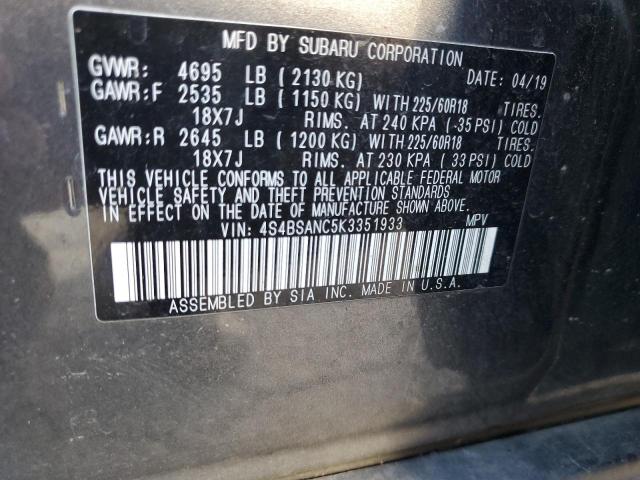 MFD BY SUBARU CORPORATION
GVWR: 4695 LB ( 2130 KG) DATE: 04/19
GAWR:F 2535 LB ( 1150 KG) WITH 225/60R18 TIRES.
18X7J RIMS. AT 240 KPA ( 35 PSI) COLD
GAWR:R 2645 LB ( 1200 KG) WITH 225/60R18 TIRES.
18X7J RIMS. AT 230 KPA ( 33 PSI) COLD
THIS VEHICLE CONFORMS TO ALL APPLICABLE FEDERAL MOTOR
VEHICLE SAFETY AND THEFT PREVENTION STANDARDS
IN EFFECT ON THE DATE OF MANUFACTURE SHOWN ABOVE.
VIN: 4S4BSANC5K3351933 MPV
ASSEMBLED BY SIA INC. MADE IN U.S.A.